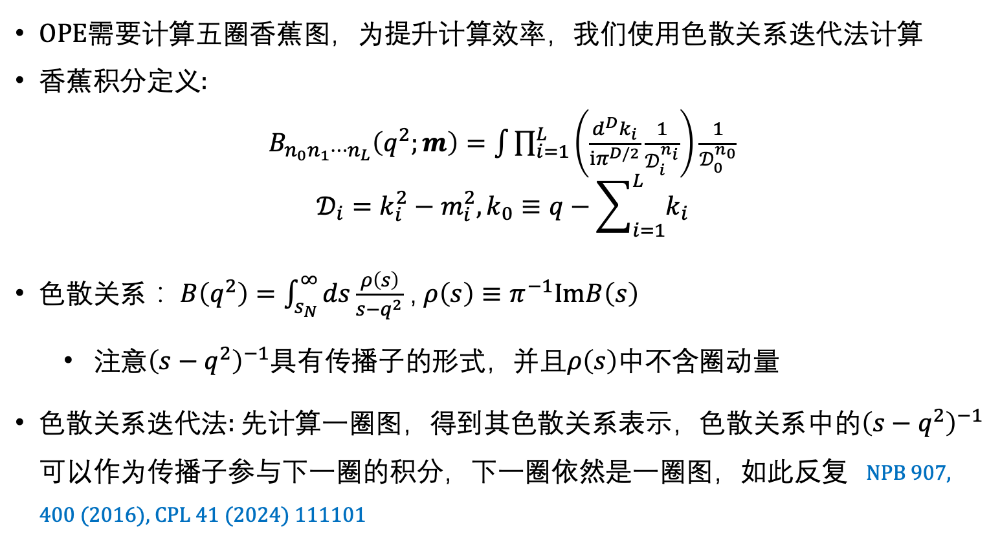 • OPE需要计算五圈香蕉图，为提升计算效率，我们使用色散关系迭代法计算
• 香蕉积分定义:
$B_{n_0 n_1 \cdots n_L}(q^2; \boldsymbol{m}) = \int \prod_{i=1}^{L} \left( \frac{d^D k_i}{\mathrm{i}\pi^{D/2}} \frac{1}{\mathcal{D}_i^{n_i}} \right) \frac{1}{\mathcal{D}_0^{n_0}}$
$\mathcal{D}_i = k_i^2 - m_i^2, k_0 \equiv q - \sum_{i=1}^{L} k_i$
• 色散关系： $B(q^2) = \int_{s_N}^{\infty} ds \frac{\rho(s)}{s-q^2}, \rho(s) \equiv \pi^{-1} \mathrm{Im} B(s)$
• 注意$(s - q^2)^{-1}$具有传播子的形式，并且$\rho(s)$中不含圈动量
• 色散关系迭代法: 先计算一圈图，得到其色散关系表示，色散关系中的$(s - q^2)^{-1}$
可以作为传播子参与下一圈的积分，下一圈依然是一圈图，如此反复 NPB 907,
400 (2016), CPL 41 (2024) 111101